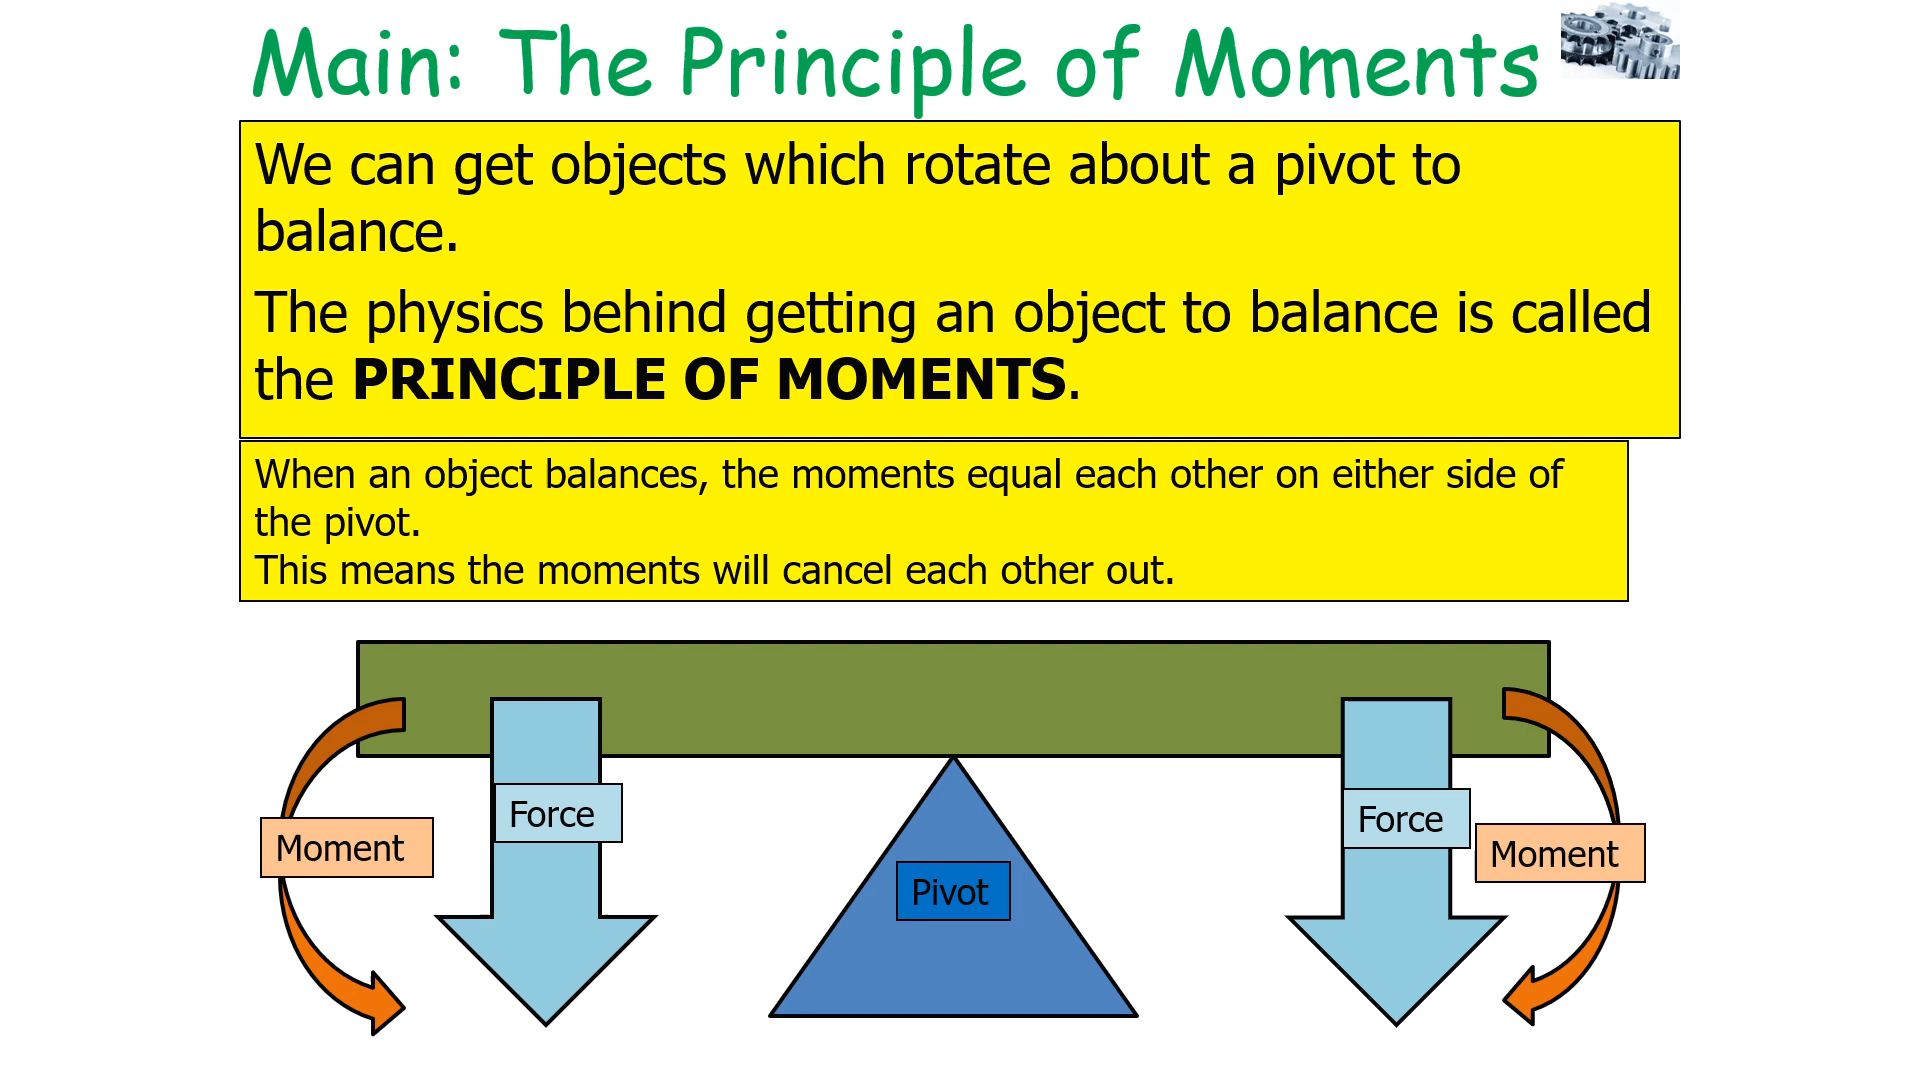 Main: The Principle of Moments
We can get objects which rotate about a pivot to
balance.
The physics behind getting an object to balance is called
the PRINCIPLE OF MOMENTS.
When an object balances, the moments equal each other on either side of
the pivot.
This means the moments will cancel each other out.
Force
Force
Moment
Moment
Pivot